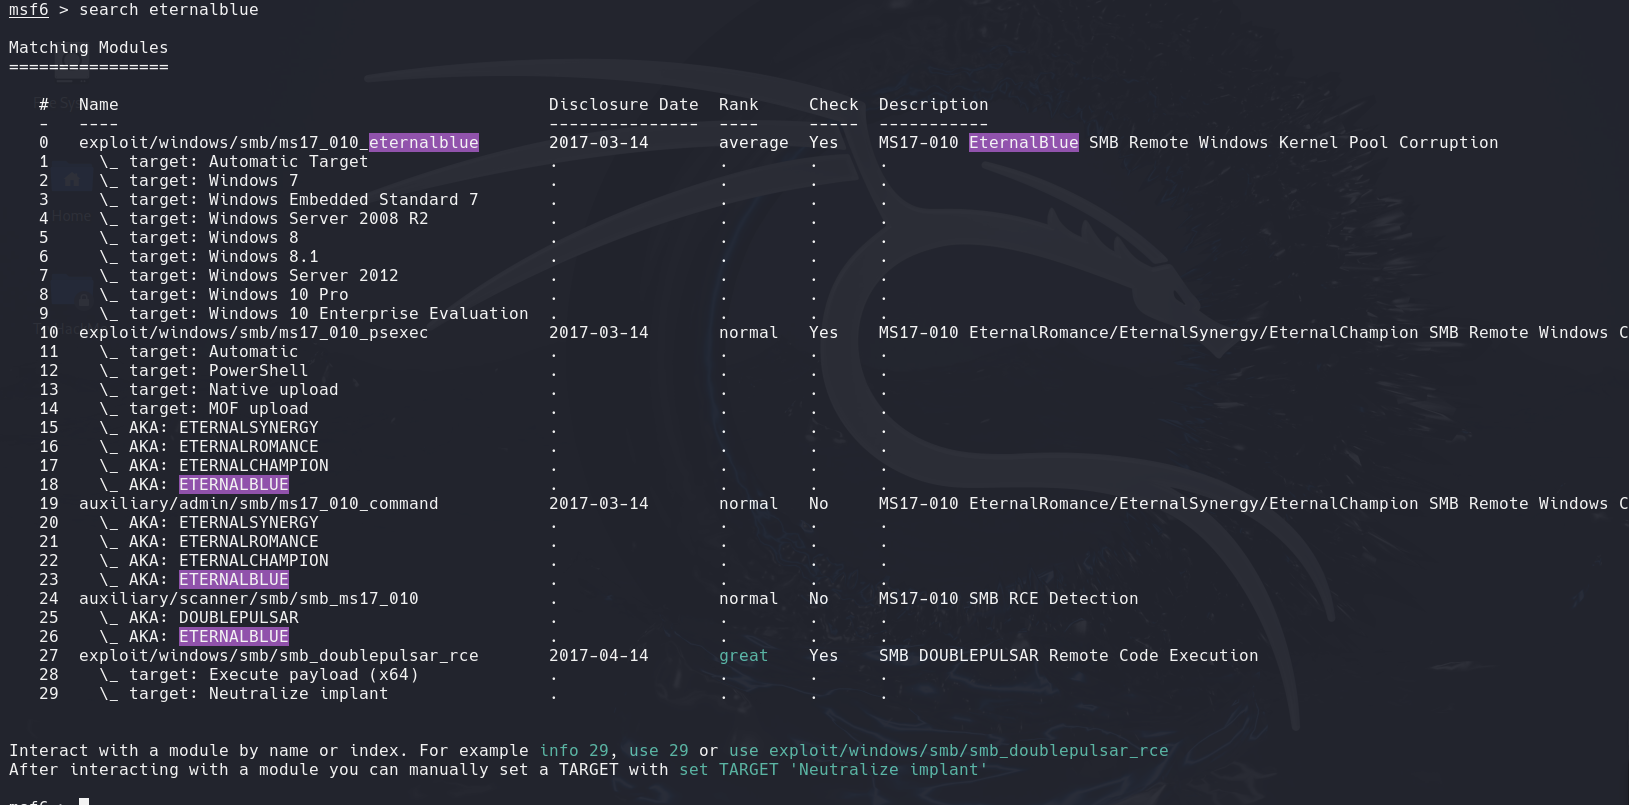 msf6 > search eternalblue
Matching Modules
================
#   Name                                           Disclosure Date  Rank     Check  Description
-   ----                                           ---------------  ----     -----  -----------
0   exploit/windows/smb/ms17_010_eternalblue       2017-03-14       average  Yes    MS17-010 EternalBlue SMB Remote Windows Kernel Pool Corruption
1     \_ target: Automatic Target                  .                .        .      .
2     \_ target: Windows 7                         .                .        .      .
3     \_ target: Windows Embedded Standard 7       .                .        .      .
4     \_ target: Windows Server 2008 R2            .                .        .      .
5     \_ target: Windows 8                         .                .        .      .
6     \_ target: Windows 8.1                       .                .        .      .
7     \_ target: Windows Server 2012               .                .        .      .
8     \_ target: Windows 10 Pro                    .                .        .      .
9     \_ target: Windows 10 Enterprise Evaluation  .                .        .      .
10  exploit/windows/smb/ms17_010_psexec            2017-03-14       normal   Yes    MS17-010 EternalRomance/EternalSynergy/EternalChampion SMB Remote Windows C
11    \_ target: Automatic                         .                .        .      .
12    \_ target: PowerShell                        .                .        .      .
13    \_ target: Native upload                     .                .        .      .
14    \_ target: MOF upload                        .                .        .      .
15    \_ AKA: ETERNALSYNERGY                       .                .        .      .
16    \_ AKA: ETERNALROMANCE                       .                .        .      .
17    \_ AKA: ETERNALCHAMPION                      .                .        .      .
18    \_ AKA: ETERNALBLUE                          .                .        .      .
19  auxiliary/admin/smb/ms17_010_command           2017-03-14       normal   No     MS17-010 EternalRomance/EternalSynergy/EternalChampion SMB Remote Windows C
20    \_ AKA: ETERNALSYNERGY                       .                .        .      .
21    \_ AKA: ETERNALROMANCE                       .                .        .      .
22    \_ AKA: ETERNALCHAMPION                      .                .        .      .
23    \_ AKA: ETERNALBLUE                          .                .        .      .
24  auxiliary/scanner/smb/smb_ms17_010             .                normal   No     MS17-010 SMB RCE Detection
25    \_ AKA: DOUBLEPULSAR                         .                .        .      .
26    \_ AKA: ETERNALBLUE                          .                .        .      .
27  exploit/windows/smb/smb_doublepulsar_rce       2017-04-14       great    Yes    SMB DOUBLEPULSAR Remote Code Execution
28    \_ target: Execute payload (x64)             .                .        .      .
29    \_ target: Neutralize implant                .                .        .      .
Interact with a module by name or index. For example info 29, use 29 or use exploit/windows/smb/smb_doublepulsar_rce
After interacting with a module you can manually set a TARGET with set TARGET 'Neutralize implant'
msf6 >
Home